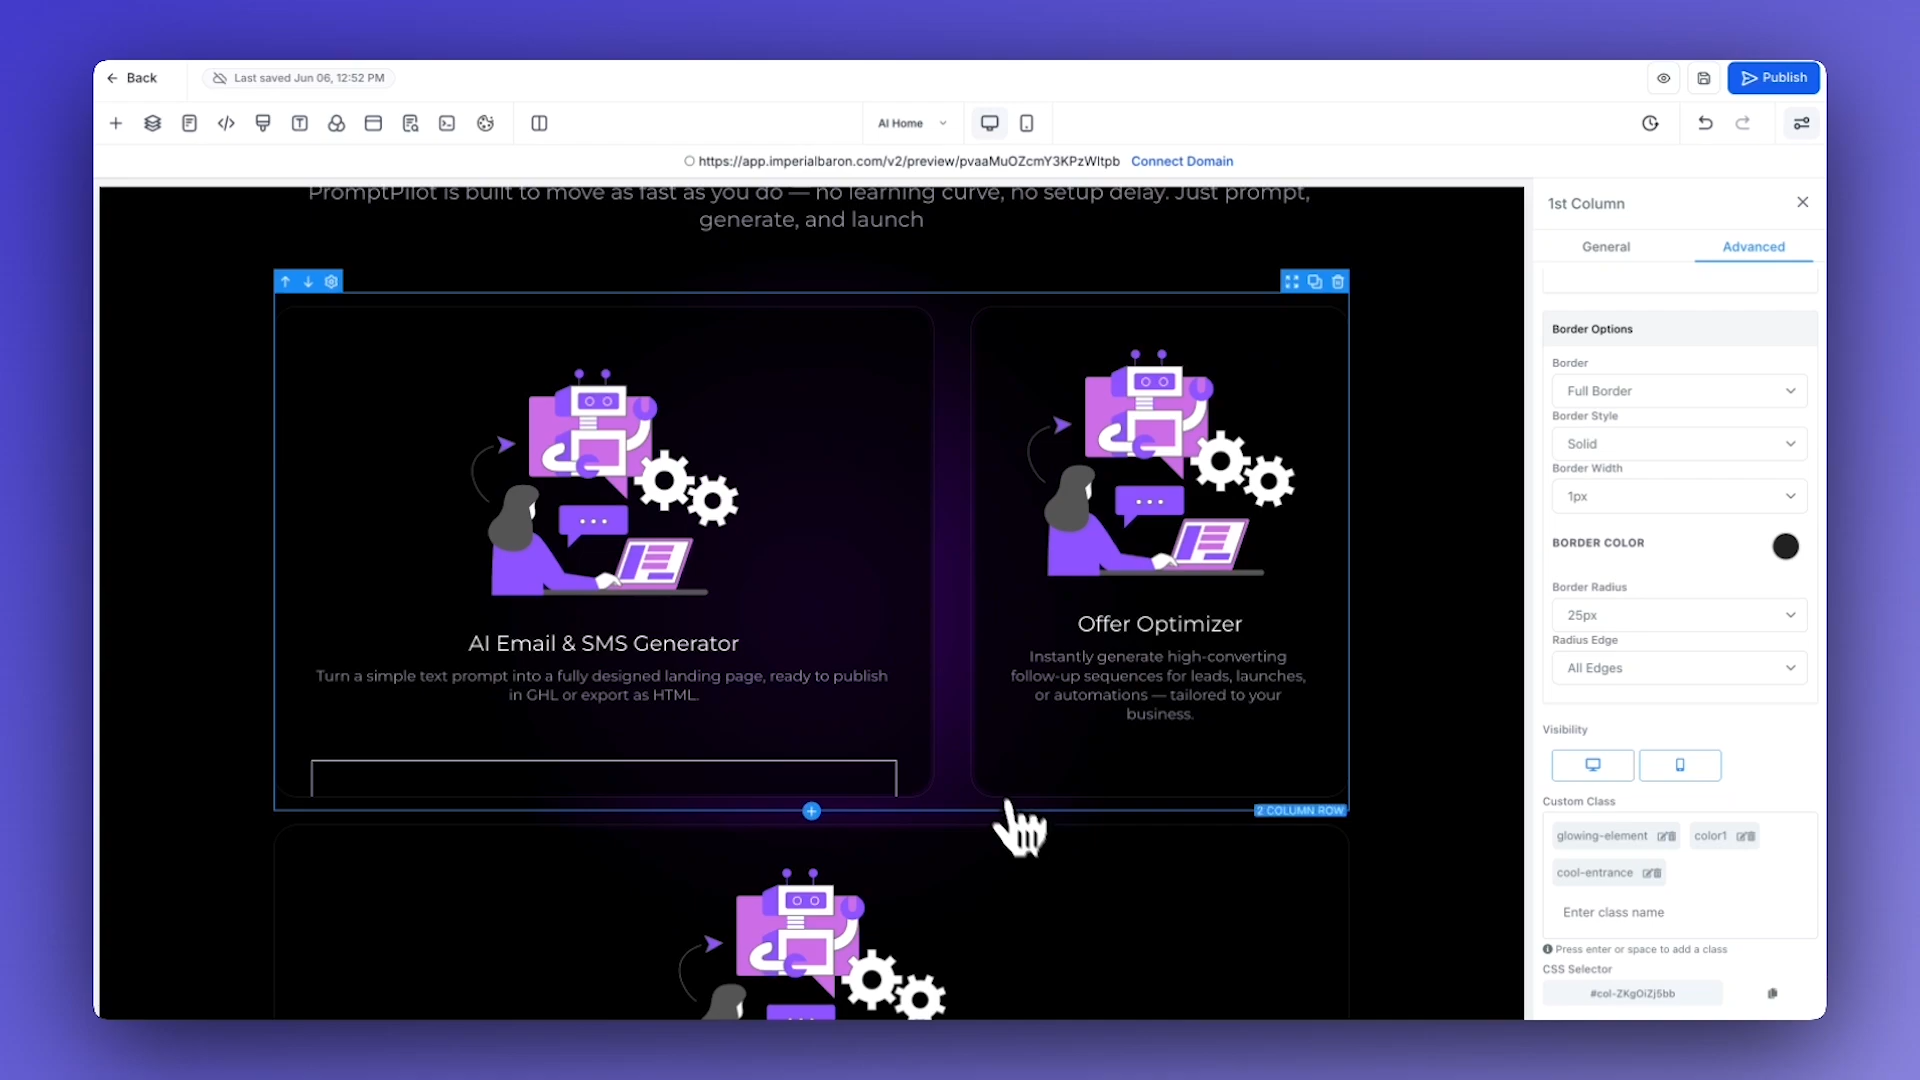 Back
Last saved Jun 06, 12:52 PM
Publish
AI Home
https://app.imperialbaron.com/v2/preview/pvaaMuOZcmY3KPzWltpb Connect Domain
PromptPilot is built to move as fast as you do — no learning curve, no setup delay. Just prompt,
generate, and launch
AI Email & SMS Generator
Turn a simple text prompt into a fully designed landing page, ready to publish
in GHL or export as HTML.
Offer Optimizer
Instantly generate high-converting
follow-up sequences for leads, launches,
or automations — tailored to your
business.
2 COLUMN ROW
1st Column
General
Advanced
Border Options
Border
Full Border
Border Style
Solid
Border Width
1px
BORDER COLOR
Border Radius
25px
Radius Edge
All Edges
Visibility
Custom Class
glowing-element
color1
cool-entrance
Enter class name
Press enter or space to add a class
CSS Selector
#col-ZKgOiZj5bb